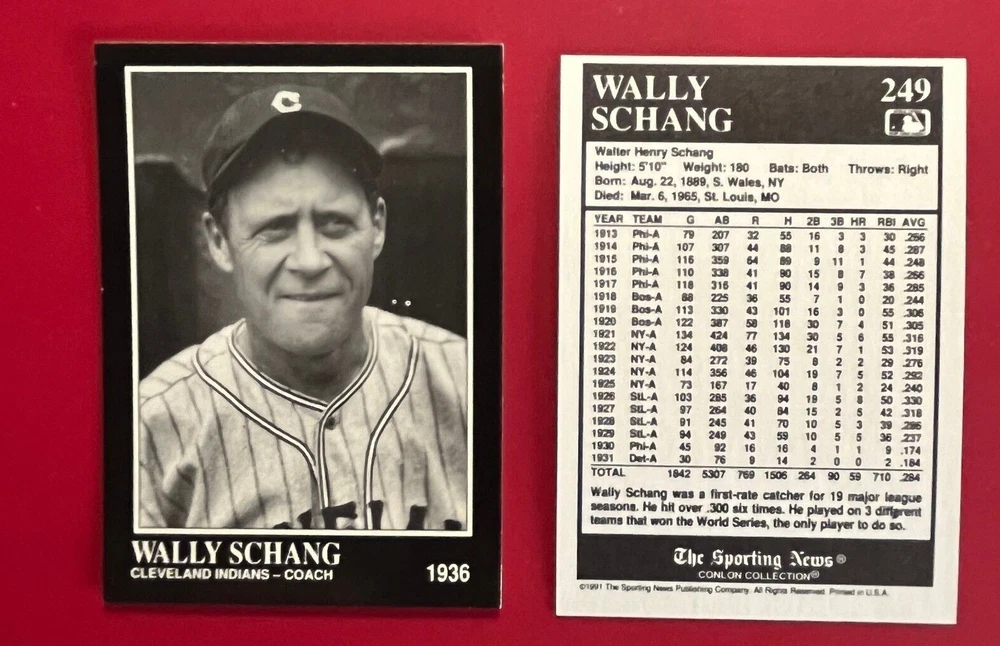 C
WALLY SCHANG
CLEVELAND INDIANS – COACH
1936
WALLY
SCHANG
249
Walter Henry Schang
Height: 5'10" Weight: 180 Bats: Both Throws: Right
Born: Aug. 22, 1889, S. Wales, NY
Died: Mar. 6, 1965, St. Louis, MO
YEAR TEAM G AB R H 2B 3B HR RBI AVG
1913 Phi-A 79 207 32 55 16 3 3 30 .266
1914 Phi-A 107 307 44 88 11 8 3 45 .287
1915 Phi-A 116 359 64 89 9 11 1 44 .248
1916 Phi-A 110 338 41 90 15 8 7 38 .266
1917 Phi-A 118 316 41 90 14 9 3 36 .285
1918 Bos-A 88 225 36 55 7 1 0 20 .244
1919 Bos-A 113 330 43 101 16 3 0 55 .306
1920 Bos-A 122 387 58 118 30 7 4 51 .305
1921 NY-A 134 424 77 134 30 5 6 55 .316
1922 NY-A 124 408 46 130 21 7 1 53 .319
1923 NY-A 84 272 39 75 8 2 2 29 .276
1924 NY-A 114 356 46 104 19 7 5 52 .292
1925 NY-A 73 167 17 40 8 1 2 24 .240
1926 StL-A 103 285 36 94 19 5 8 50 .330
1927 StL-A 97 264 40 84 15 2 5 42 .318
1928 StL-A 91 245 41 70 10 5 3 39 .286
1929 StL-A 94 249 43 59 10 5 5 36 .237
1930 Phi-A 45 92 16 16 4 1 1 9 .174
1931 Det-A 30 76 9 14 2 0 0 2 .184
TOTAL 1842 5307 769 1506 264 90 59 710 .284
Wally Schang was a first-rate catcher for 19 major league
seasons. He hit over .300 six times. He played on 3 different
teams that won the World Series, the only player to do so.
The Sporting News®
CONLON COLLECTION®
©1991 The Sporting News Publishing Company. All Rights Reserved. Printed in U.S.A.